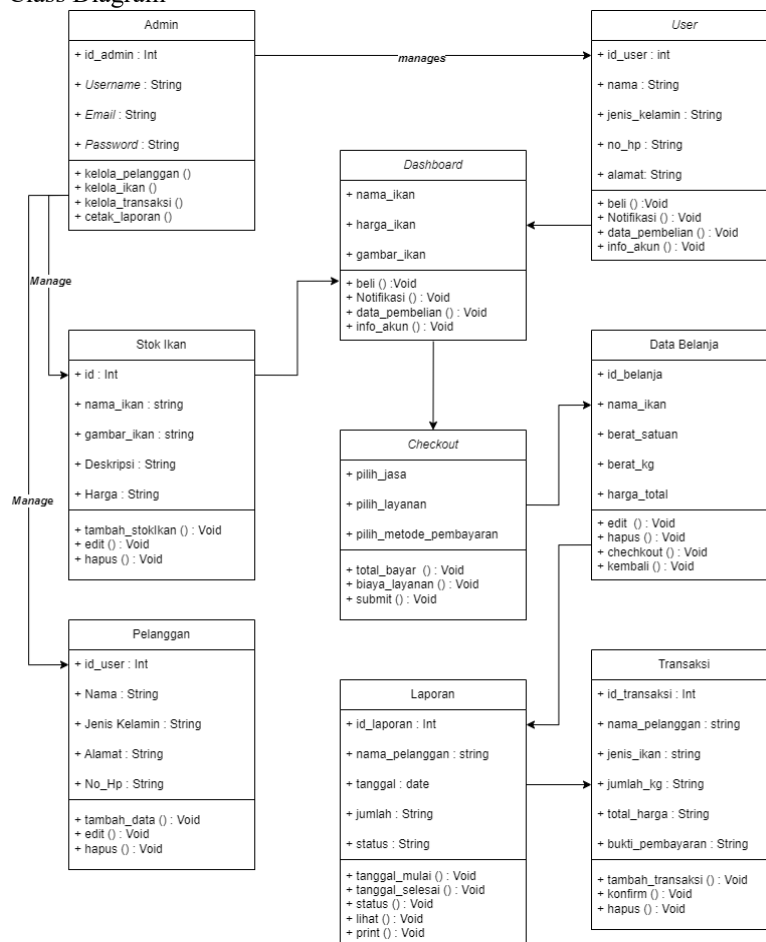 Class Diagram
Admin
+ id_admin : Int
+ Username : String
+ Email : String
+ Password : String
+ kelola_pelanggan ()
+ kelola_ikan ()
+ kelola_transaksi ()
+ cetak_laporan ()
manages
User
+ id_user : int
+ nama : String
+ jenis_kelamin : String
+ no_hp : String
+ alamat: String
+ beli () :Void
+ Notifikasi () : Void
+ data_pembelian () : Void
+ info_akun () : Void
Dashboard
+ nama_ikan
+ harga_ikan
+ gambar_ikan
+ beli () :Void
+ Notifikasi () : Void
+ data_pembelian () : Void
+ info_akun () : Void
Manage
Stok Ikan
+ id : Int
+ nama_ikan : string
+ gambar_ikan : string
+ Deskripsi : String
+ Harga : String
+ tambah_stokIkan () : Void
+ edit () : Void
+ hapus () : Void
Data Belanja
+ id_belanja
+ nama_ikan
+ berat_satuan
+ berat_kg
+ harga_total
+ edit () : Void
+ hapus () : Void
+ chechkout () : Void
+ kembali () : Void
Checkout
+ pilih_jasa
+ pilih_layanan
+ pilih_metode_pembayaran
+ total_bayar () : Void
+ biaya_layanan () : Void
+ submit () : Void
Manage
Pelanggan
+ id_user : Int
+ Nama : String
+ Jenis Kelamin : String
+ Alamat : String
+ No_Hp : String
+ tambah_data () : Void
+ edit () : Void
+ hapus () : Void
Laporan
+ id_laporan : Int
+ nama_pelanggan : string
+ tanggal : date
+ jumlah : String
+ status : String
+ tanggal_mulai () : Void
+ tanggal_selesai () : Void
+ status () : Void
+ lihat () : Void
+ print () : Void
Transaksi
+ id_transaksi : Int
+ nama_pelanggan : string
+ jenis_ikan : string
+ jumlah_kg : String
+ total_harga : String
+ bukti_pembayaran : String
+ tambah_transaksi () : Void
+ konfirm () : Void
+ hapus () : Void